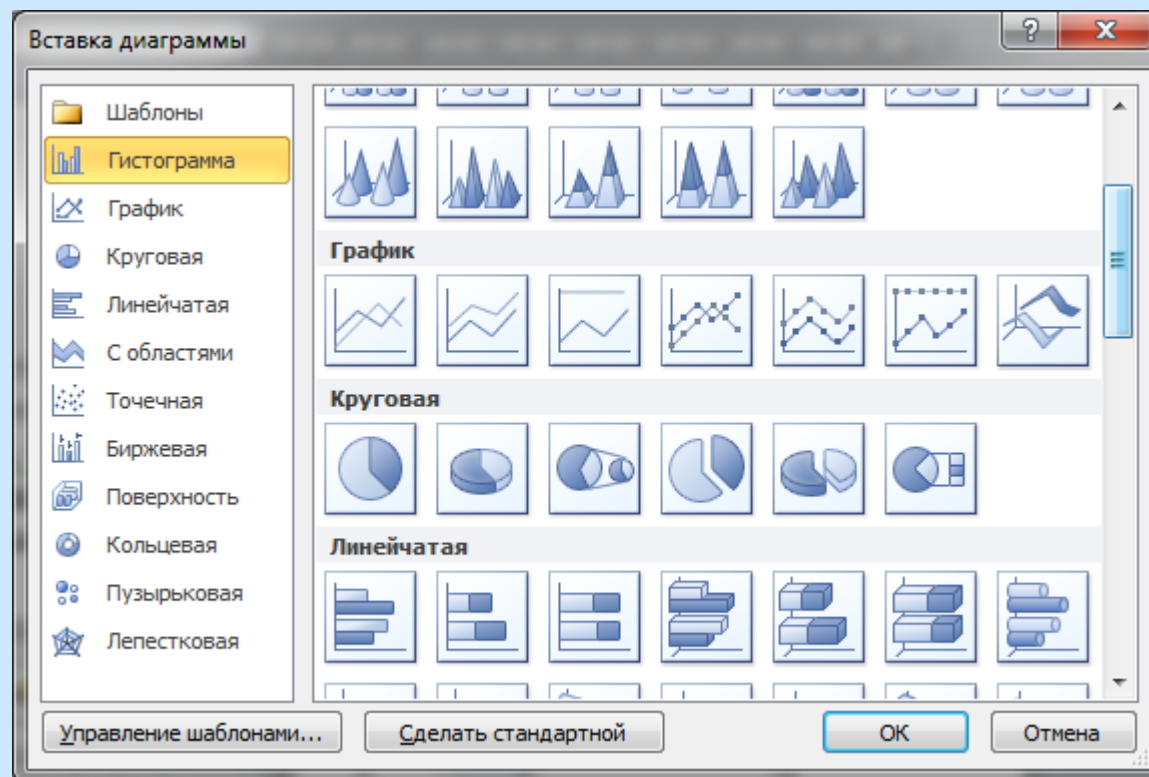 Вставка диаграммы
Шаблоны
Гистограмма
График
Круговая
Линейчатая
С областями
Точечная
Биржевая
Поверхность
Кольцевая
Пузырьковая
Лепестковая
График
Круговая
Линейчатая
Управление шаблонами...
Сделать стандартной
ОК
Отмена